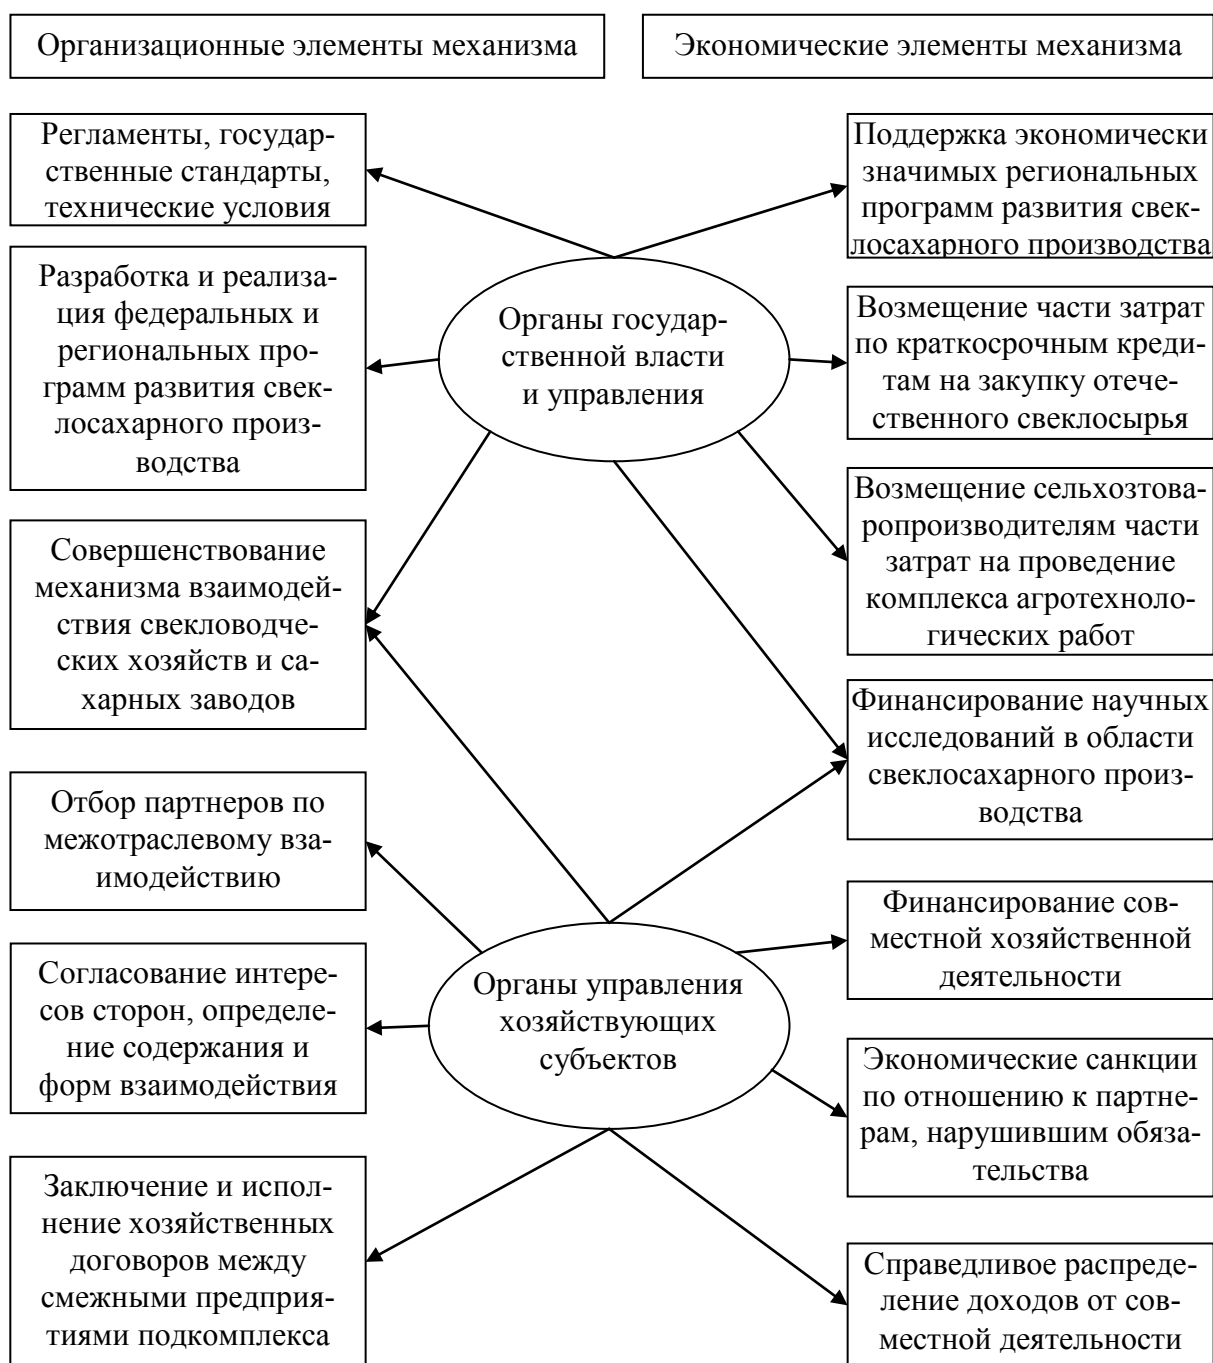 Организационные элементы механизма
Экономические элементы механизма
Регламенты, государ-
ственные стандарты,
технические условия
Поддержка экономически
значимых региональных
программ развития свек-
лосахарного производства
Разработка и реализа-
ция федеральных и
региональных про-
грамм развития свек-
лосахарного произ-
водства
Органы государ-
ственной власти
и управления
Возмещение части затрат
по краткосрочным креди-
там на закупку отече-
ственного свеклосырья
Возмещение сельхозтова-
ропроизводителям части
затрат на проведение
комплекса агротехноло-
гических работ
Совершенствование
механизма взаимодей-
ствия свекловодче-
ских хозяйств и са-
харных заводов
Финансирование научных
исследований в области
свеклосахарного произ-
водства
Отбор партнеров по
межотраслевому вза-
имодействию
Финансирование сов-
местной хозяйственной
деятельности
Согласование интере-
сов сторон, определе-
ние содержания и
форм взаимодействия
Органы управления
хозяйствующих
субъектов
Экономические санкции
по отношению к партне-
рам, нарушившим обяза-
тельства
Заключение и испол-
нение хозяйственных
договоров между
смежными предприя-
тиями подкомплекса
Справедливое распреде-
ление доходов от сов-
местной деятельности